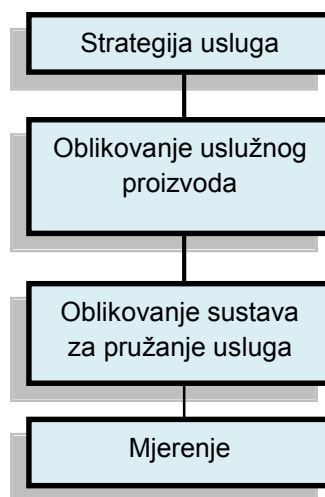 Strategija usluga
Oblikovanje uslužnog
proizvoda
Oblikovanje sustava
za pružanje usluga
Mjerenje